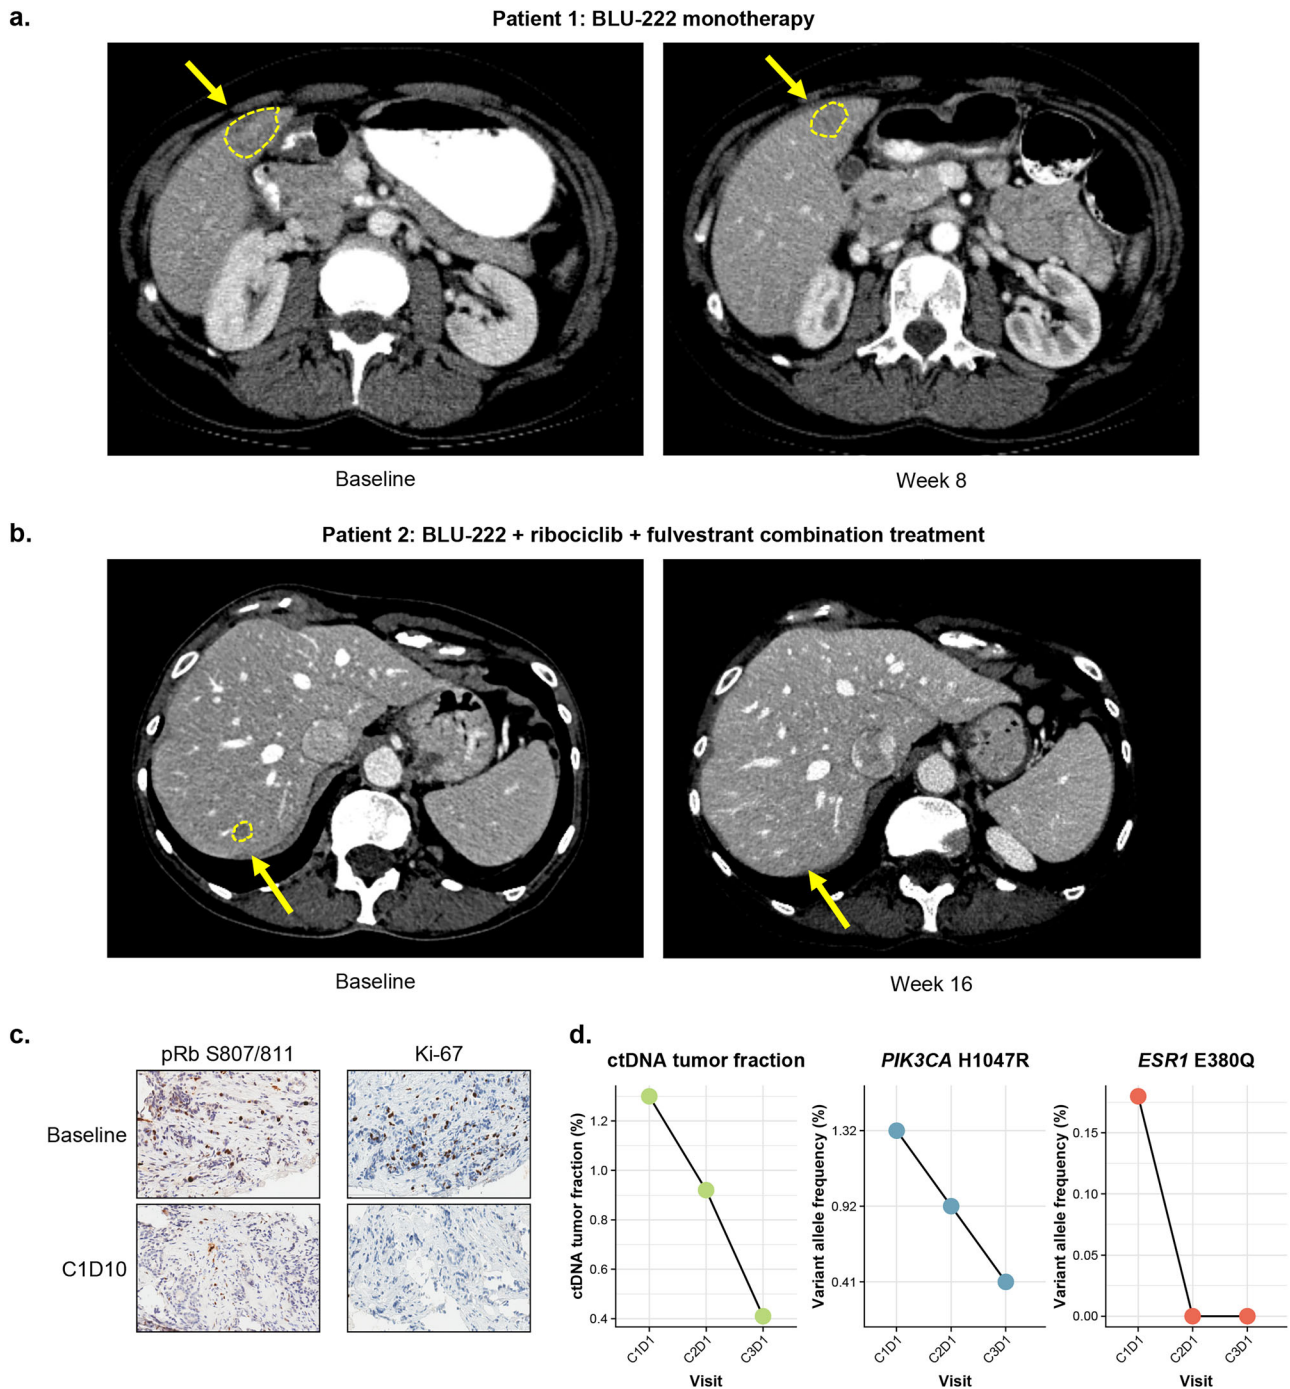 a.
Patient 1: BLU-222 monotherapy
Baseline
Week 8
b.
Patient 2: BLU-222 + ribociclib + fulvestrant combination treatment
Baseline
Week 16
c.
pRb S807/811
Ki-67
Baseline
C1D10
d.
ctDNA tumor fraction
ctDNA tumor fraction (%)
1.2
1.0
0.8
0.6
0.4
C1D1
C2D1
C3D1
Visit
PIK3CA H1047R
Variant allele frequency (%)
1.32
0.92
0.41
C1D1
C2D1
C3D1
Visit
ESR1 E380Q
Variant allele frequency (%)
0.15
0.10
0.05
0.00
C1D1
C2D1
C3D1
Visit